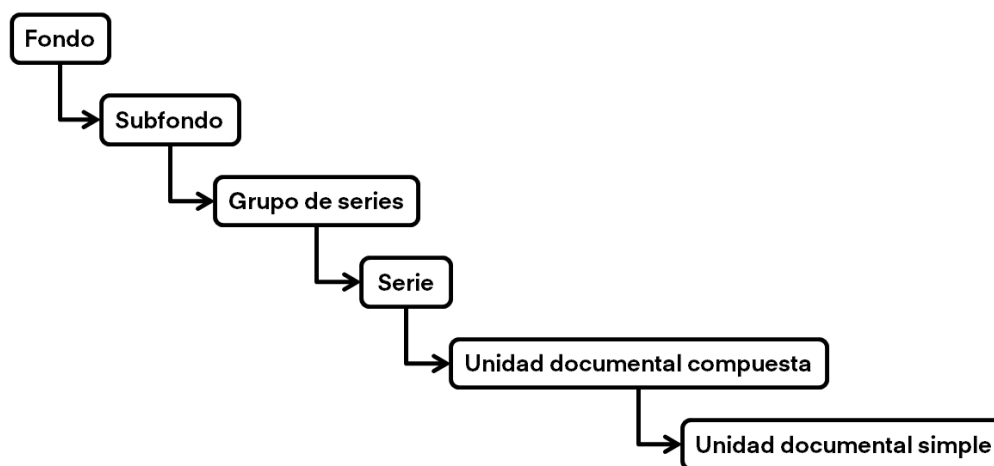 Fondo
Subfondo
Grupo de series
Serie
Unidad documental compuesta
Unidad documental simple